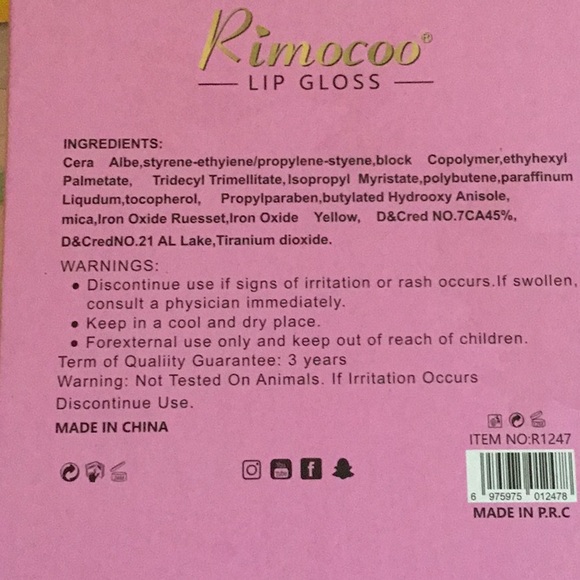 Rimocoo®
LIP GLOSS
INGREDIENTS:
Cera Albe,styrene-ethyiene/propylene-styene,block Copolymer,ethyhexyl
Palmetate, Tridecyl Trimellitate,Isopropyl Myristate,polybutene,paraffinum
Liqudum,tocopherol, Propylparaben,butylated Hydrooxy Anisole,
mica,Iron Oxide Ruesset,Iron Oxide Yellow, D&Cred NO.7CA45%,
D&CredNO.21 AL Lake,Tiranium dioxide.
WARNINGS:
• Discontinue use if signs of irritation or rash occurs.If swollen,
consult a physician immediately.
• Keep in a cool and dry place.
• Forexternal use only and keep out of reach of children.
Term of Qualiity Guarantee: 3 years
Warning: Not Tested On Animals. If Irritation Occurs
Discontinue Use.
MADE IN CHINA
ITEM NO:R1247
6 975975 012478
MADE IN P.R.C